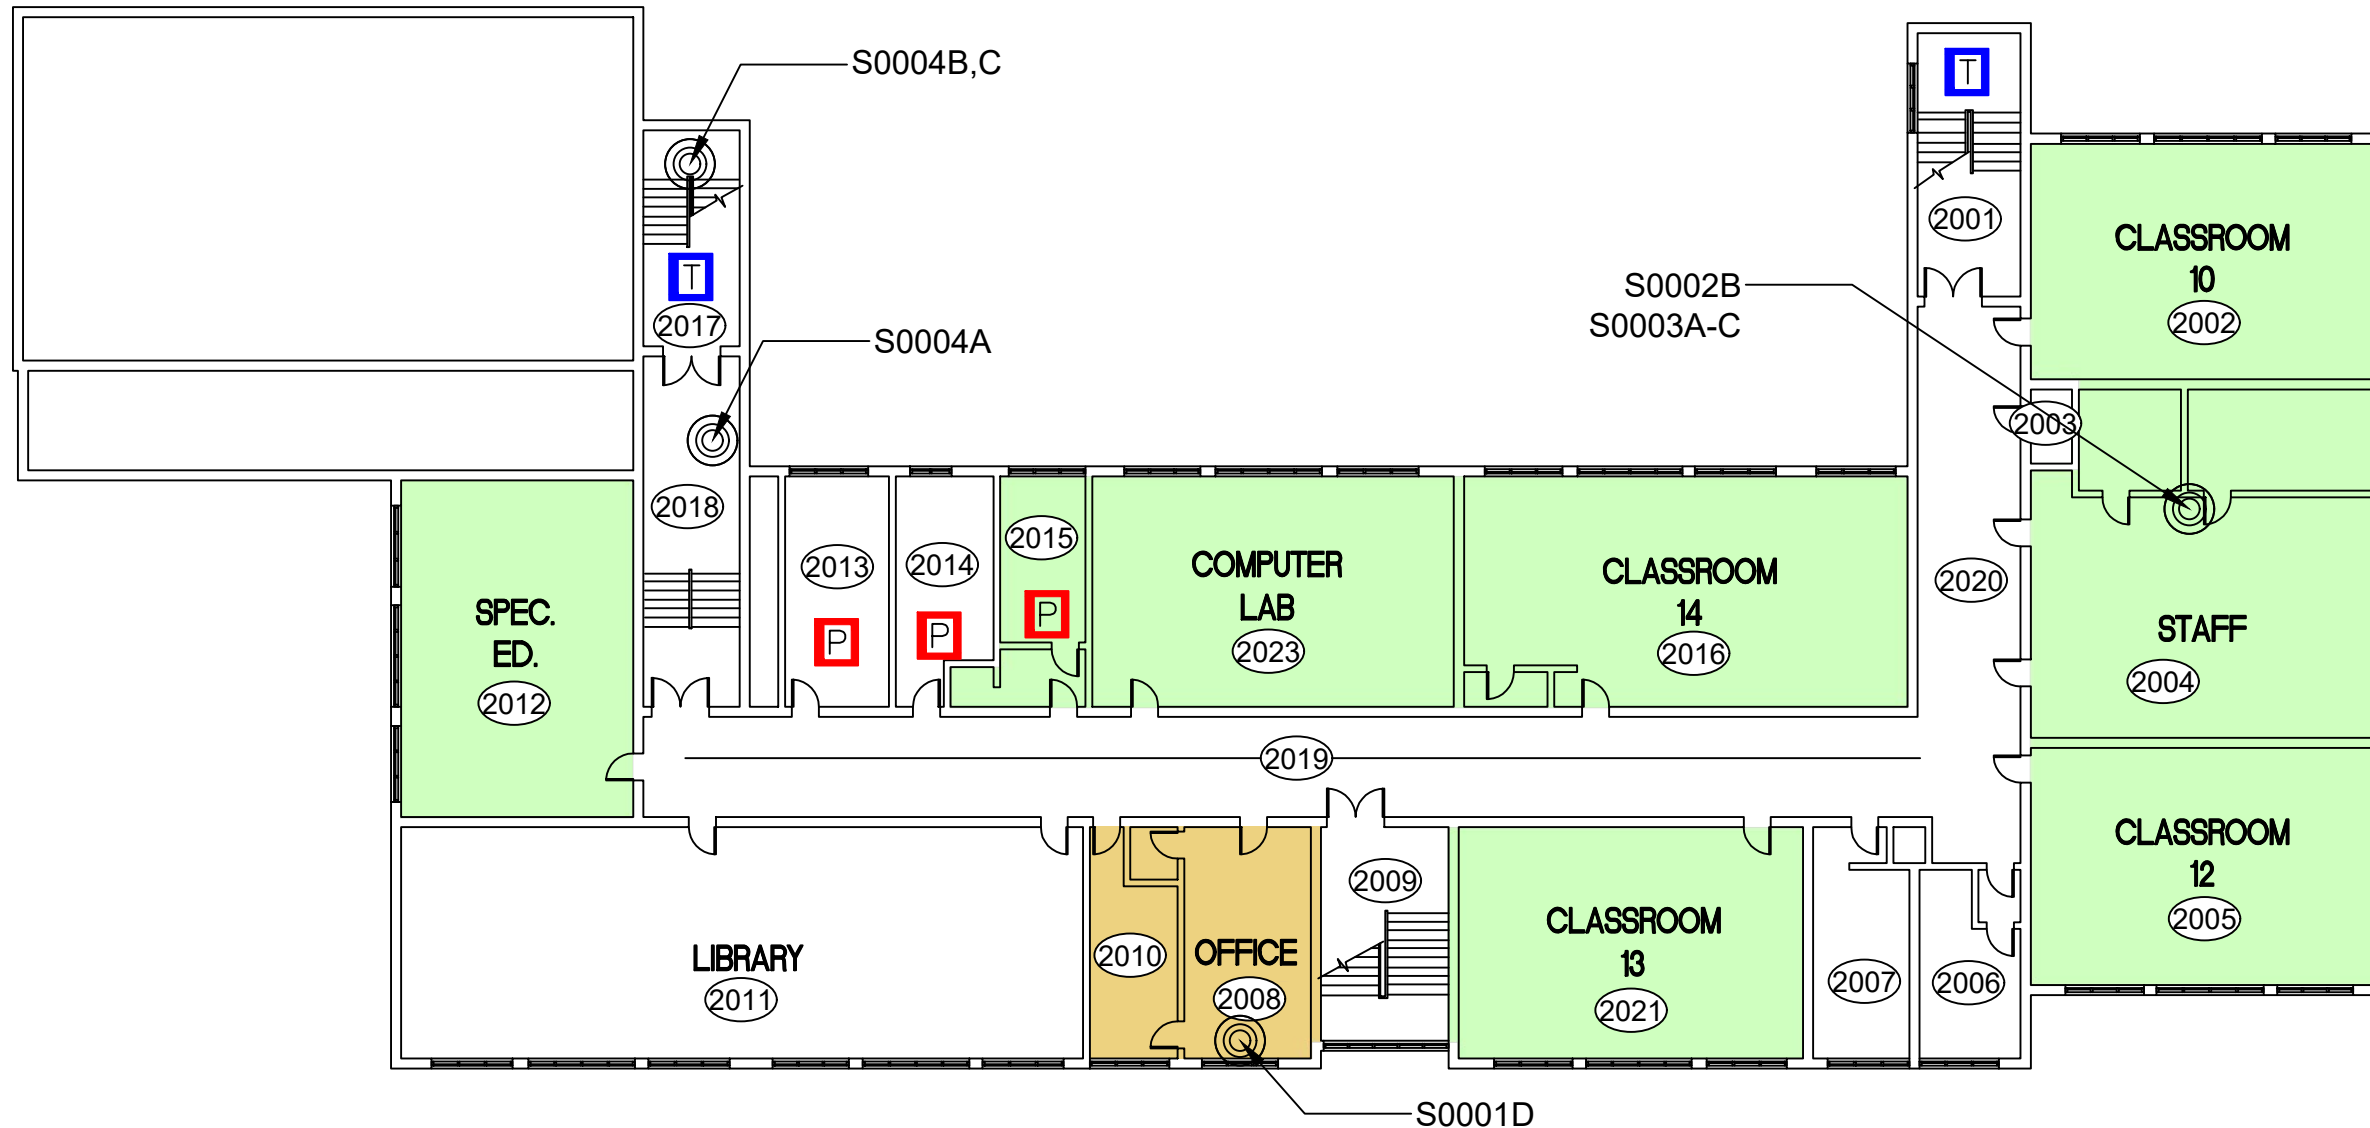 S0004B,C
T
T
2001
CLASSROOM
10
2002
S0002B
S0003A-C
T
2017
S0004A
2003
2018
2013
P
2014
P
2015
P
COMPUTER
LAB
2023
CLASSROOM
14
2016
2020
STAFF
2004
SPEC.
ED.
2012
2019
CLASSROOM
12
2005
2009
LIBRARY
2011
2010
OFFICE
2008
CLASSROOM
13
2021
2007
2006
S0001D